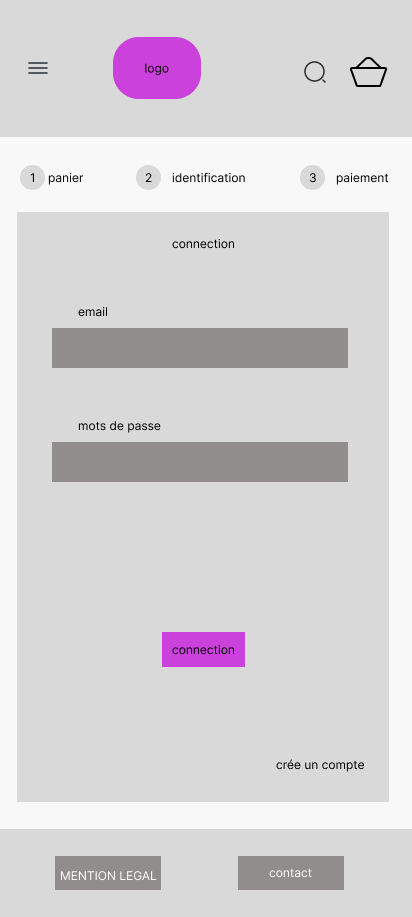 logo
1 panier
2 identification
3 paiement
connection
email
mots de passe
connection
crée un compte
MENTION LEGAL
contact